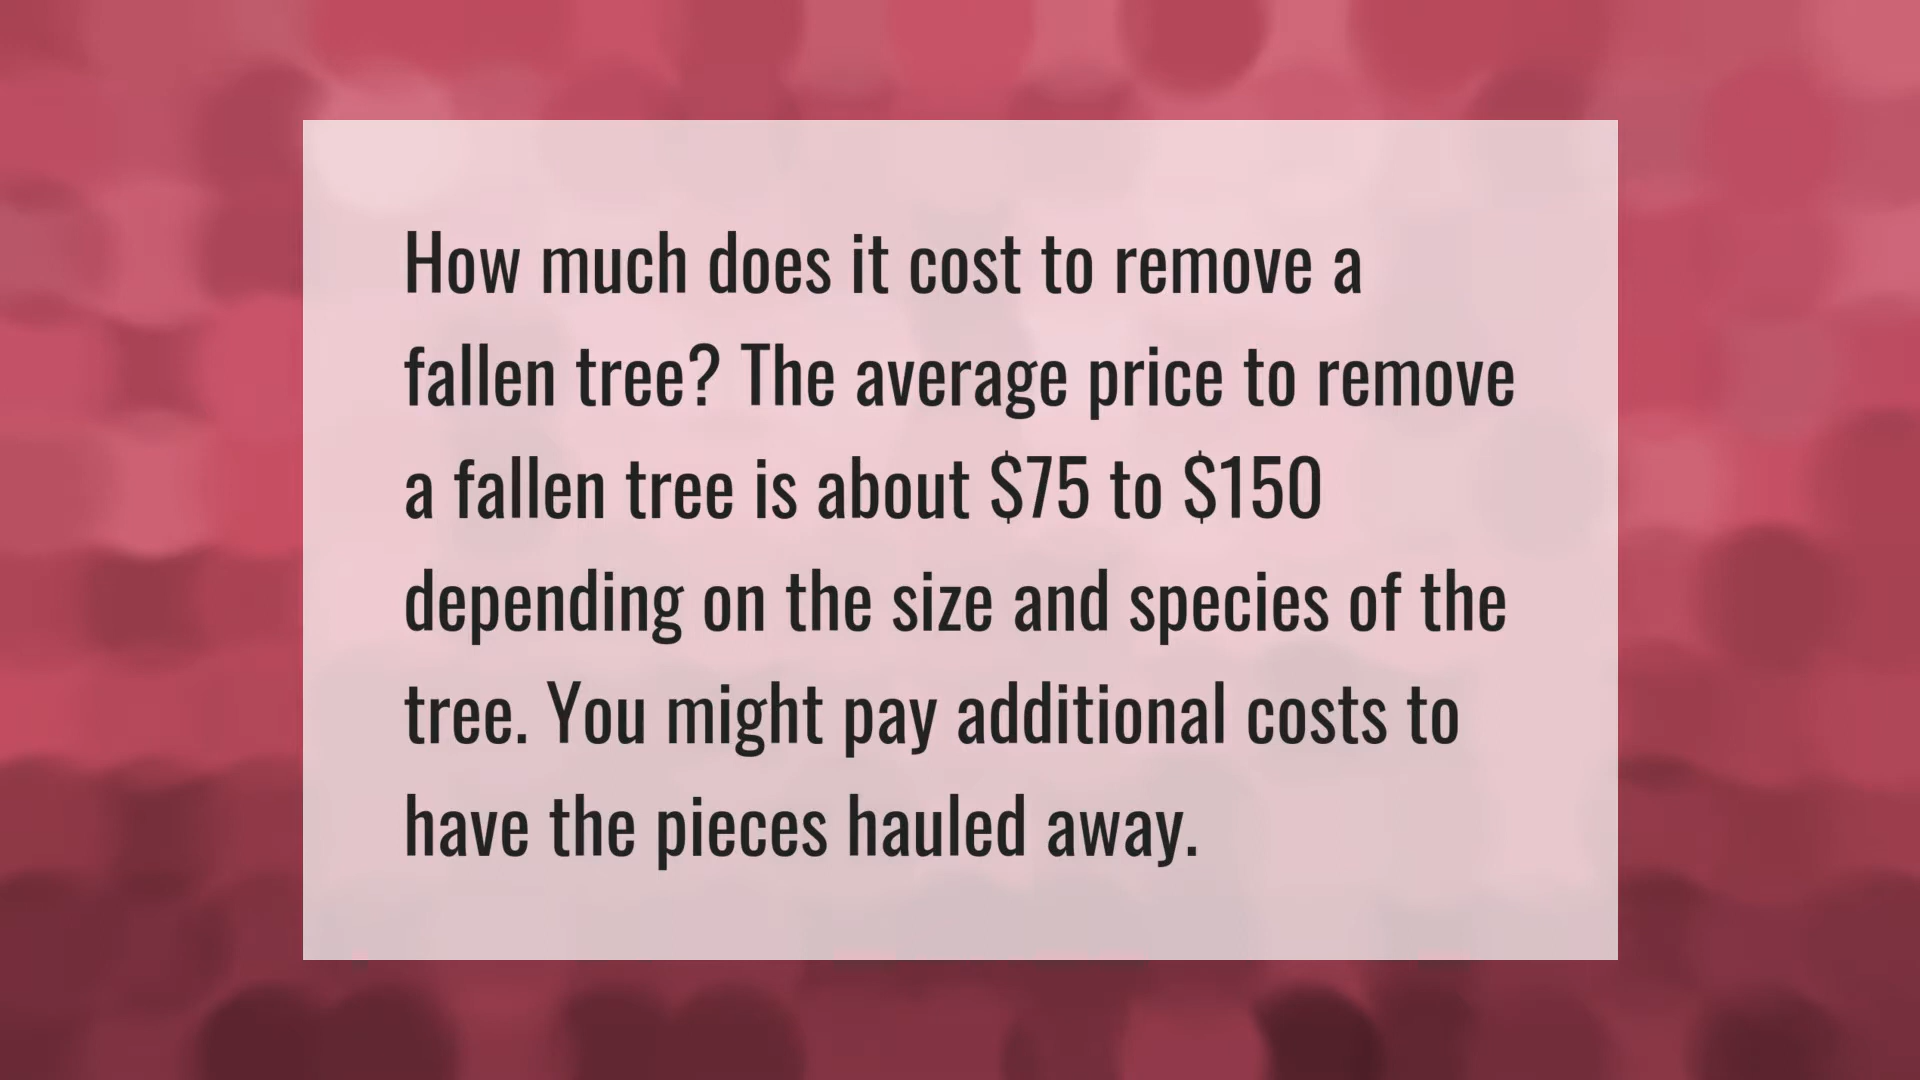 How much does it cost to remove a
fallen tree? The average price to remove
a fallen tree is about $75 to $150
depending on the size and species of the
tree. You might pay additional costs to
have the pieces hauled away.